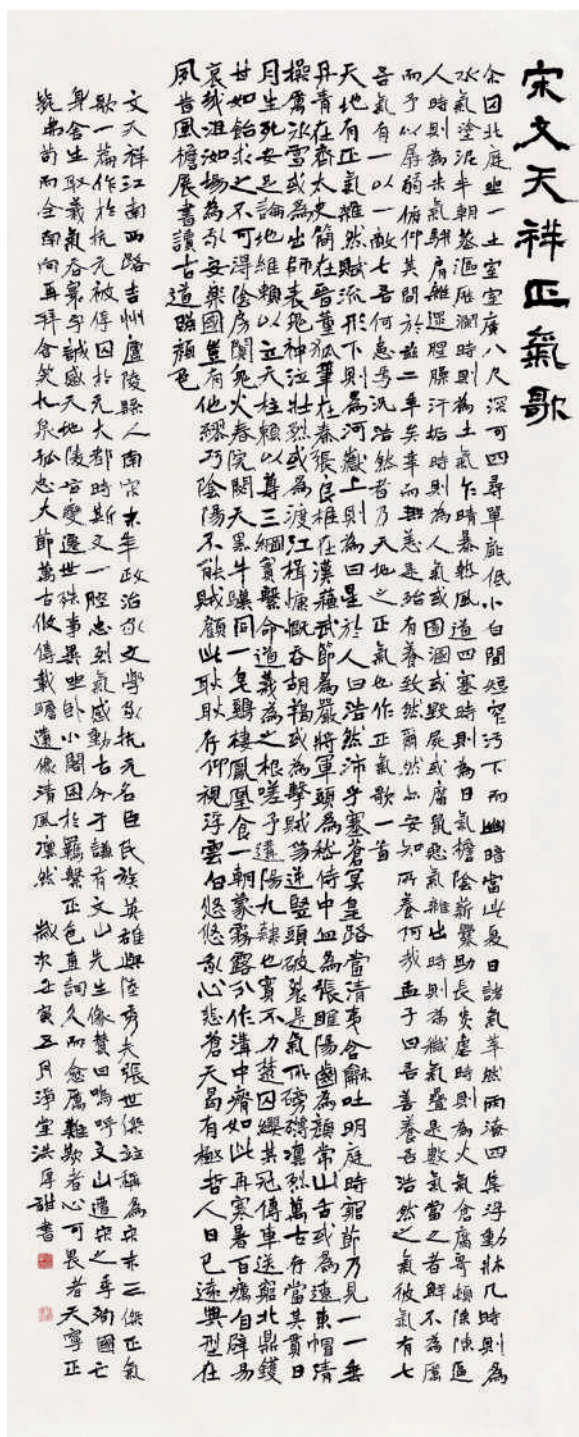 宋文天祥正氣歌
余囚北庭坐一土室室廣八尺深可四尋單扉低小白間短窄污下而幽暗當此夏日諸氣萃然雨潦四集浮動牀几時則為
水氣塗泥半朝蒸漚歷瀾時則為土氣乍晴暴熱風道四塞時則為日氣檐陰薪爨助長炎虐時則為火氣倉腐寄頓陳陳逼
人時則為米氣駢肩雜遝腥臊汗垢時則為人氣或圊溷或毀屍或腐鼠惡氣雜出時則為穢氣疊是數氣當之者鮮不為厲
而予以孱弱俯仰其間於茲二年矣幸而無恙是殆有養致然爾然亦安知所養何哉孟子曰吾善養吾浩然之氣彼氣有七
吾氣有一以一敵七吾何患焉況浩然者乃天地之正氣也作正氣歌一首
天地有正氣雜然賦流形下則為河嶽上則為日星於人曰浩然沛乎塞蒼冥皇路當清夷含龢吐明庭時窮節乃見一一垂
丹青在齊太史簡在晉董狐筆在秦張良椎在漢蘇武節為嚴將軍頭為嵇侍中血為張睢陽齒為顏常山舌或為遼東帽清
操厲冰雪或為出師表鬼神泣壯烈或為渡江楫慷慨吞胡羯或為擊賊笏逆豎頭破裂是氣所磅礴凜烈萬古存當其貫日
月生死安足論地維賴以立天柱賴以尊三綱實繫命道義為之根嗟予遘陽九隸也實不力楚囚纓其冠傳車送窮北鼎鑊
甘如飴求之不可得陰房闃鬼火春院閟天黑牛驥同一皂鷄棲鳳凰食一朝蒙霧露分作溝中瘠如此再寒暑百癘自辟易
哀哉沮洳場為我安樂國豈有他繆巧陰陽不能賊顧此耿耿存仰視浮雲白悠悠我心悲蒼天曷有極哲人日已遠典型在
夙昔風檐展書讀古道照顏色
文天祥江南西路吉州廬陵縣人南宋末年政治家文學家抗元名臣民族英雄與陸秀夫張世傑並稱為宋末三傑正氣
歌一篇作於抗元被俘囚於元大都時斯文一腔忠烈氣感動古今于謙有文山先生像贊曰嗚呼文山遭宋之季殉國亡
身舍生取義氣吞寰宇誠感天地陵谷變遷世殊事異坐卧小閣困於羈繫正色直詞久而愈厲難欺者心可畏者天寧正
斃弗苟而全南向再拜含笑九泉孤忠大節萬古攸傳載瞻遺像清風凜然 歲次壬寅五月淨堂洪厚甜書